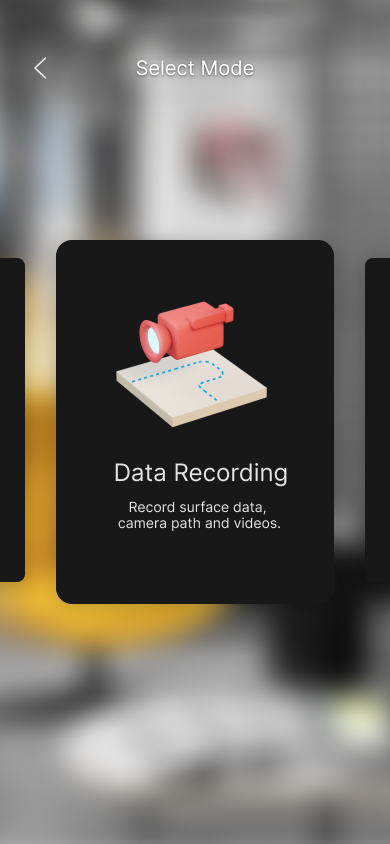 Select Mode
Data Recording
Record surface data,
camera path and videos.